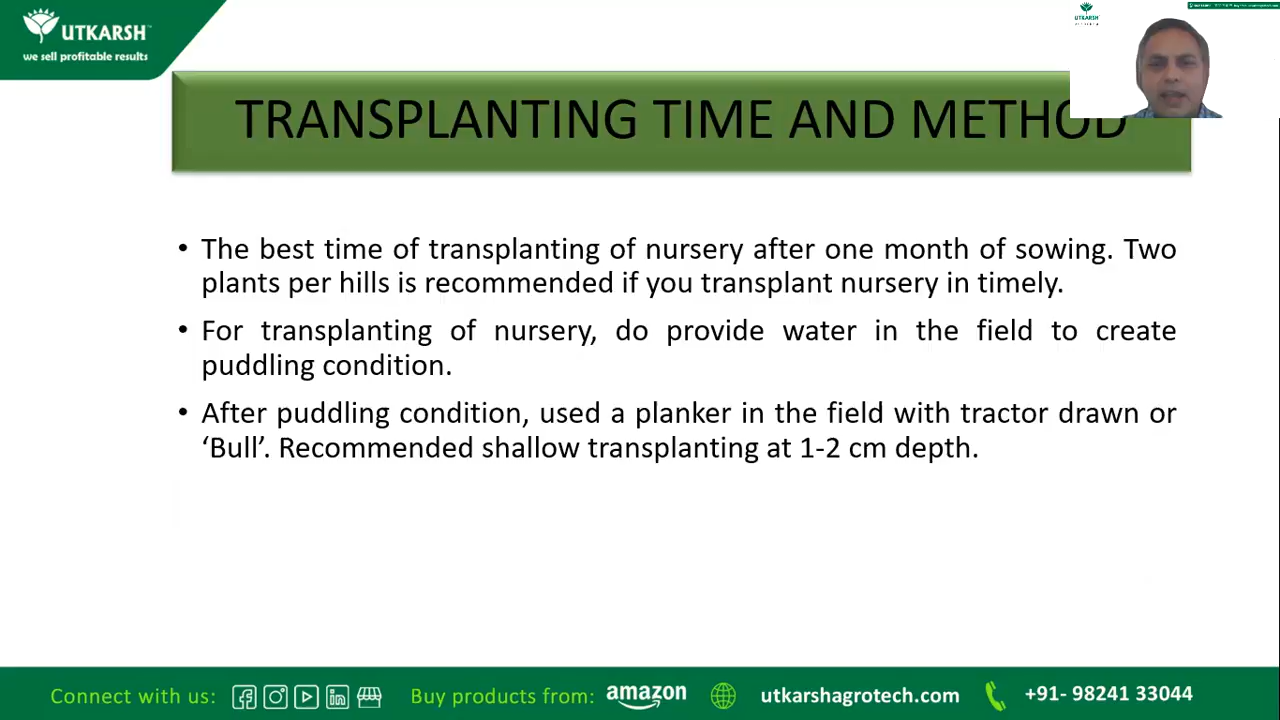 UTKARSH
we sell profitable results
TRANSPLANTING TIME AND METHOD
• The best time of transplanting of nursery after one month of sowing. Two
plants per hills is recommended if you transplant nursery in timely.
• For transplanting of nursery, do provide water in the field to create
puddling condition.
• After puddling condition, used a planker in the field with tractor drawn or
‘Bull’. Recommended shallow transplanting at 1-2 cm depth.
Connect with us:
Buy products from: amazon
utkarshagrotech.com
+91- 98241 33044